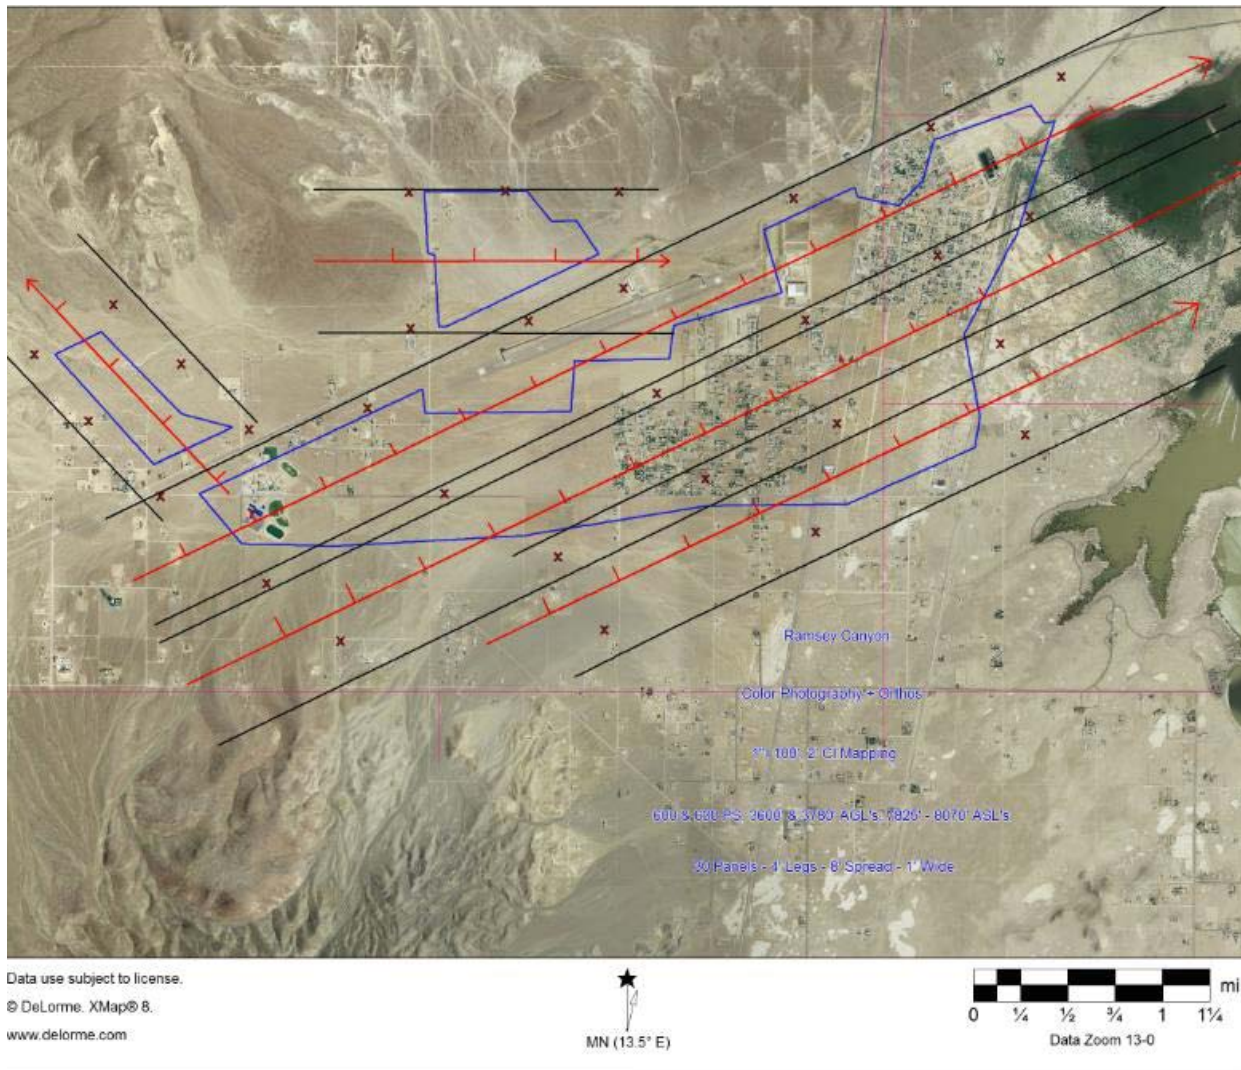 Ramsey Canyon
Color Photography + Orthos
1"= 100', 2' CI Mapping
600 & 630 PS, 3600' & 3780' AGL's, 7825' - 8070' ASL's
30 Panels - 4' Legs - 8' Spread - 1' Wide
Data use subject to license.
© DeLorme. XMap® 8.
www.delorme.com
MN (13.5° E)
mi
0 ¼ ½ ¾ 1 1¼
Data Zoom 13-0